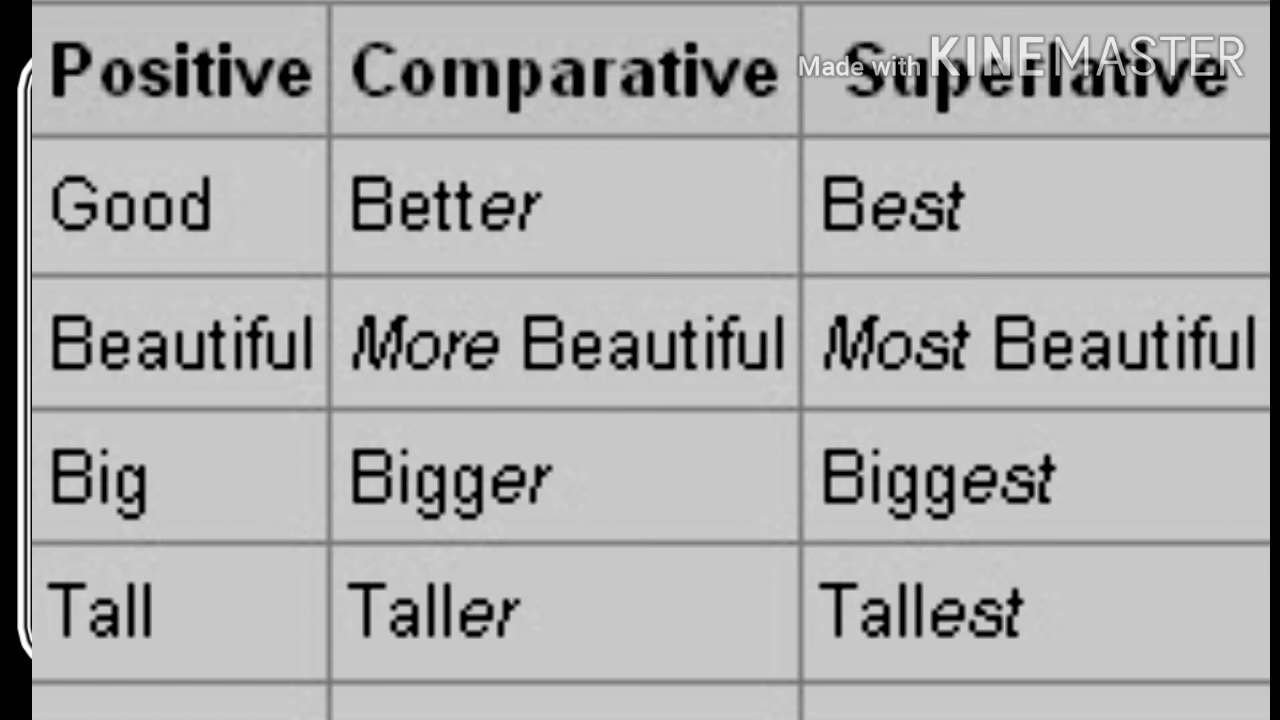 Positive Comparative Superlative
Made with KINEMASTER
Good Better Best
Beautiful More Beautiful Most Beautiful
Big Bigger Biggest
Tall Taller Tallest